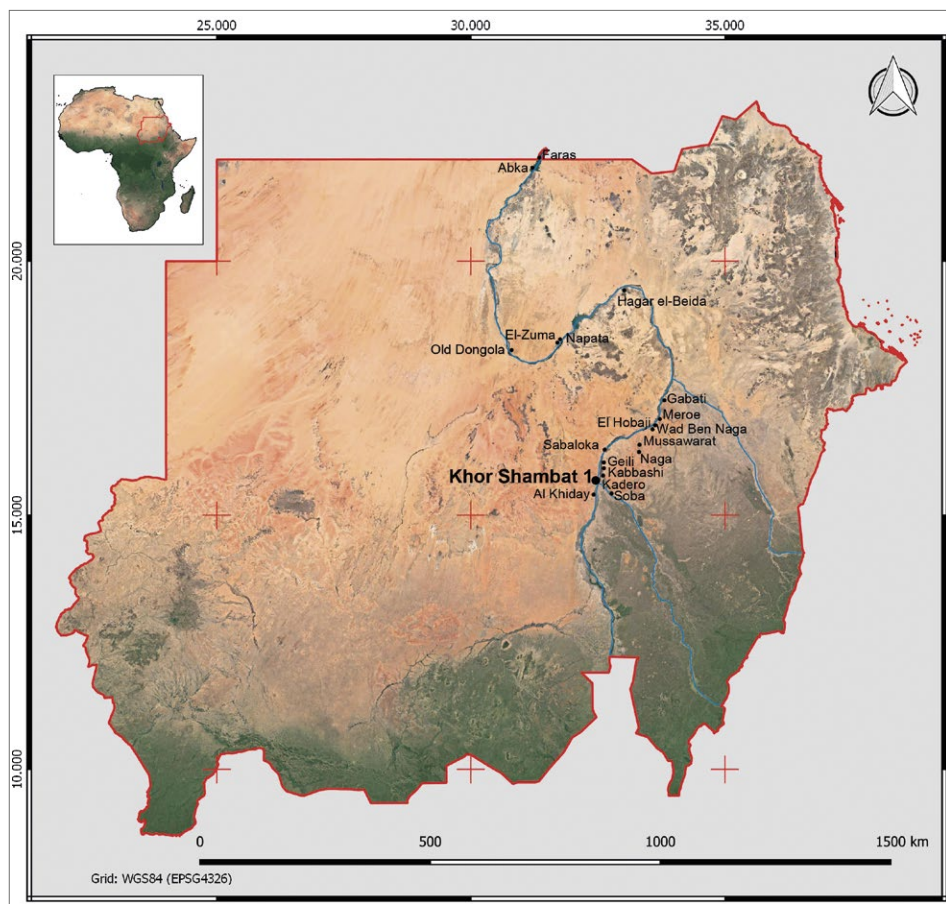 25.000
30.000
35.000
Faras
Abka
20.000
Hagar el-Beida
El-Zuma
Napata
Old Dongola
Gabati
Meroe
El Hobaji
Wad Ben Naga
Mussawarat
Sabaloka
Naga
Geili
Kabbashi
Khor Shambat 1
Kadero
Al Khiday
Soba
15.000
10.000
0
500
1000
1500 km
Grid: WGS84 (EPSG4326)